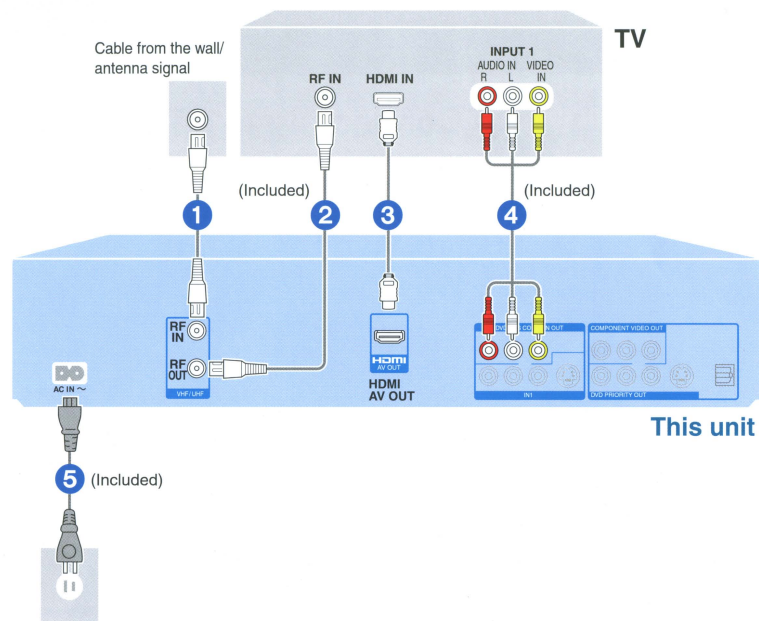 TV
Cable from the wall/
antenna signal
INPUT 1
AUDIO IN VIDEO
R L IN
RF IN
HDMI IN
(Included)
(Included)
1
2
3
4
RF
IN
RF
OUT
VHF/UHF
HDMI
AV OUT
HDMI
AV OUT
COMPONENT VIDEO OUT
IN1
DVD PRIORITY OUT
AC IN ~
This unit
5
(Included)